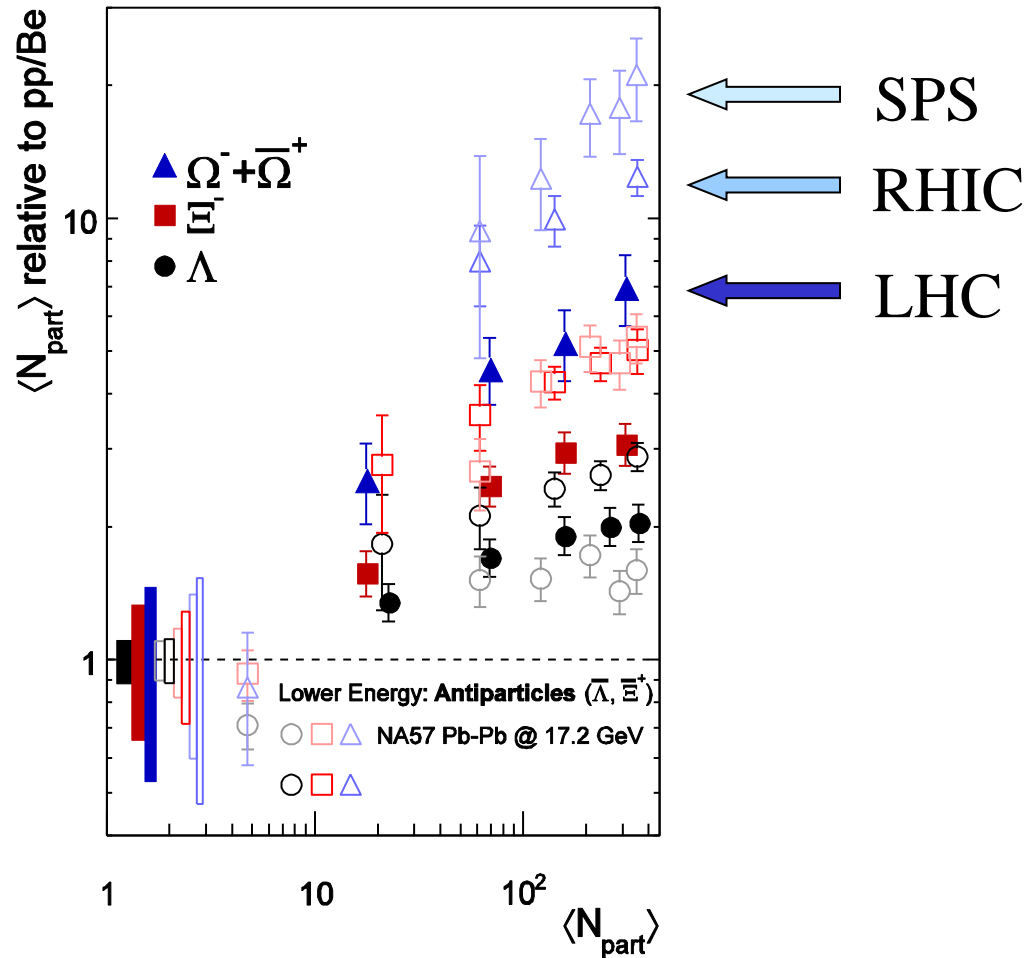 ⟨N_part⟩ relative to pp/Be
10
1
Ω⁻+Ω̅⁺
Ξ⁻
Λ
Lower Energy: Antiparticles (Λ̅, Ξ̅⁺)
NA57 Pb-Pb @ 17.2 GeV
1
10
10²
⟨N_part⟩
SPS
RHIC
LHC